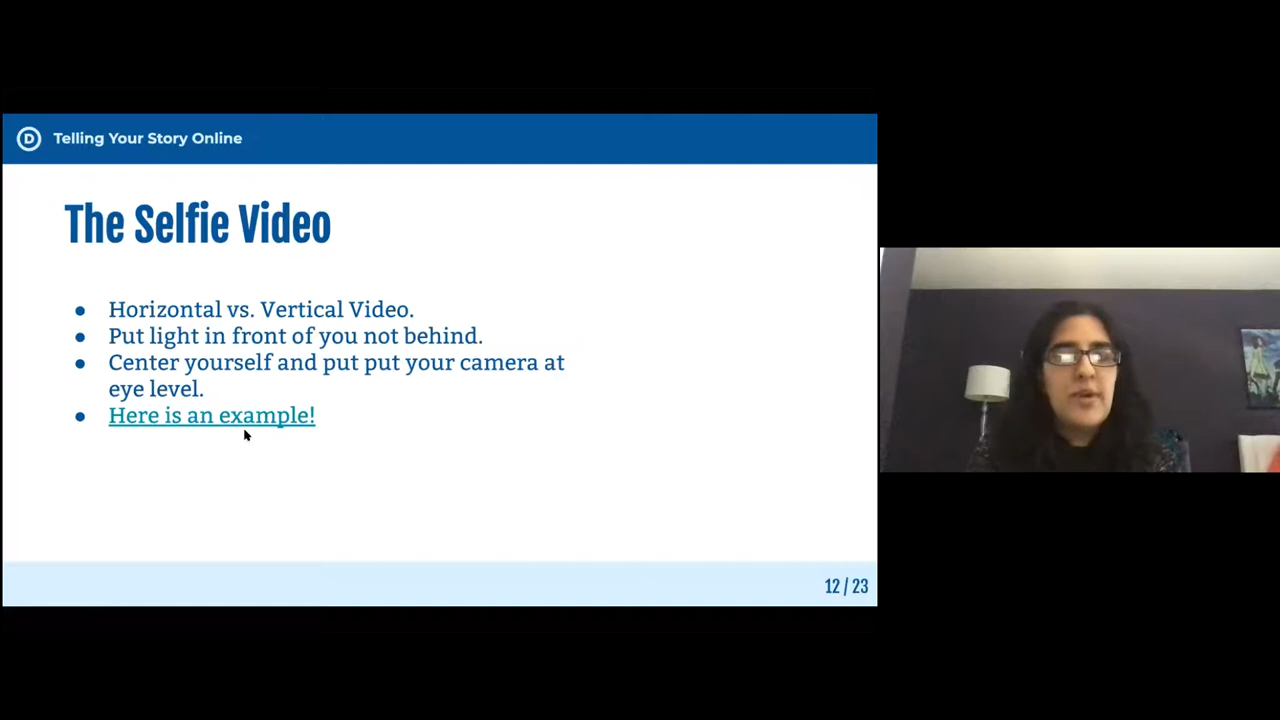 D Telling Your Story Online
The Selfie Video
● Horizontal vs. Vertical Video.
● Put light in front of you not behind.
● Center yourself and put put your camera at
eye level.
● Here is an example!
12 / 23